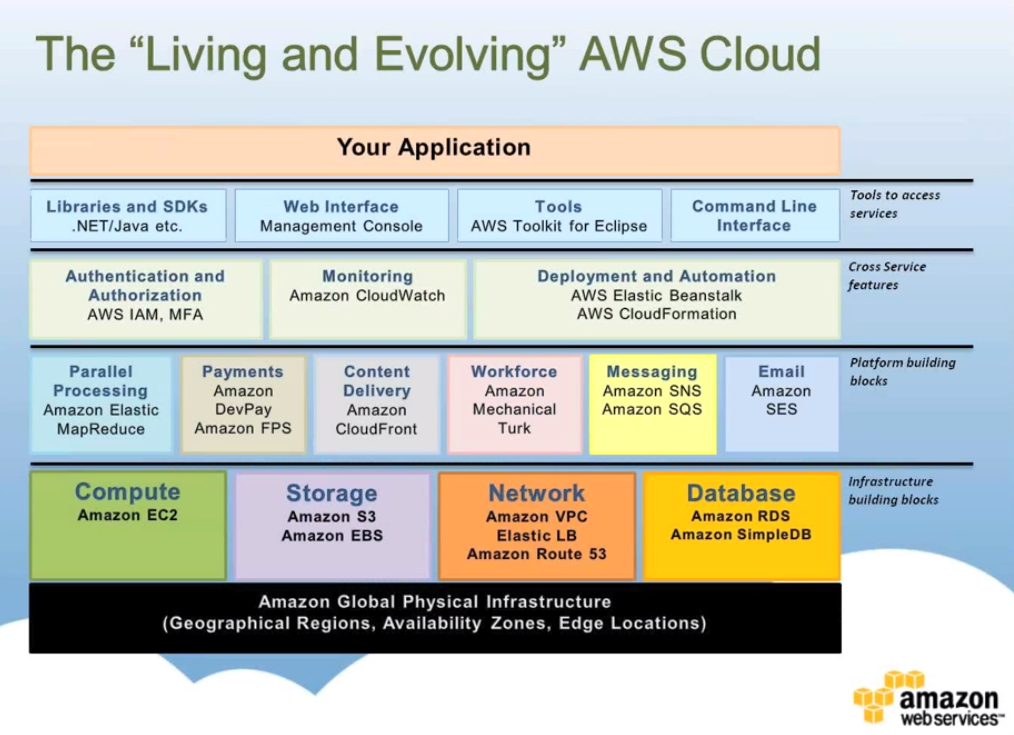 The “Living and Evolving” AWS Cloud
Your Application
Tools to access
services
Libraries and SDKs
.NET/Java etc.
Web Interface
Management Console
Tools
AWS Toolkit for Eclipse
Command Line
Interface
Cross Service
features
Authentication and
Authorization
AWS IAM, MFA
Monitoring
Amazon CloudWatch
Deployment and Automation
AWS Elastic Beanstalk
AWS CloudFormation
Platform building
blocks
Parallel
Processing
Amazon Elastic
MapReduce
Payments
Amazon
DevPay
Amazon FPS
Content
Delivery
Amazon
CloudFront
Workforce
Amazon
Mechanical
Turk
Messaging
Amazon SNS
Amazon SQS
Email
Amazon
SES
Infrastructure
building blocks
Compute
Amazon EC2
Storage
Amazon S3
Amazon EBS
Network
Amazon VPC
Elastic LB
Amazon Route 53
Database
Amazon RDS
Amazon SimpleDB
Amazon Global Physical Infrastructure
(Geographical Regions, Availability Zones, Edge Locations)
amazon
webservices™